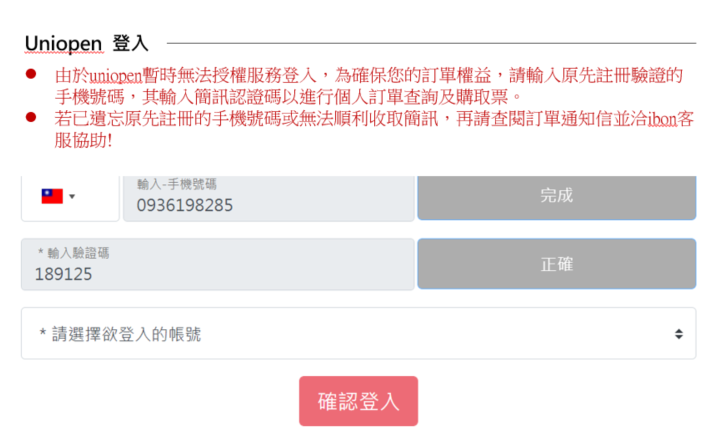 Uniopen 登入
由於uniopen暫時無法授權服務登入，為確保您的訂單權益，請輸入原先註冊驗證的
手機號碼，其輸入簡訊認證碼以進行個人訂單查詢及購取票。
若已遺忘原先註冊的手機號碼或無法順利收取簡訊，再請查閱訂單通知信並洽ibon客
服協助!
輸入-手機號碼
0936198285
完成
* 輸入驗證碼
189125
正確
* 請選擇欲登入的帳號
確認登入